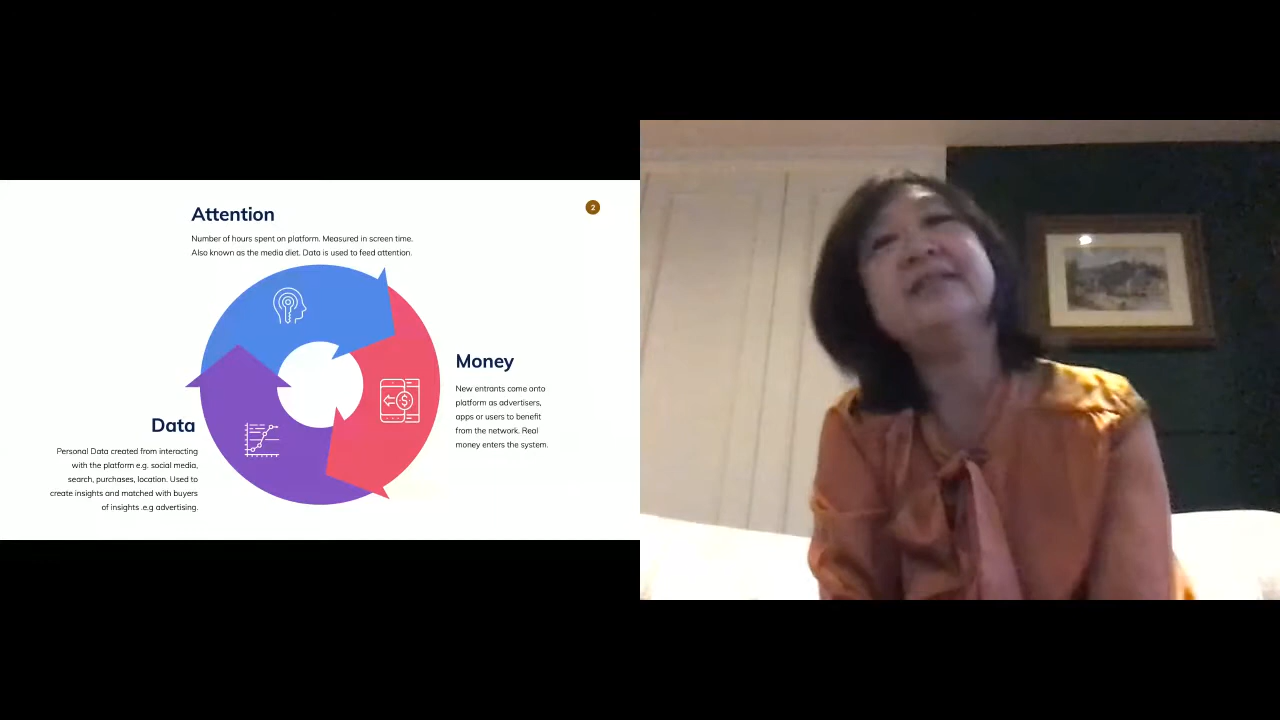 Attention
2
Number of hours spent on platform. Measured in screen time.
Also known as the media diet. Data is used to feed attention.
Money
New entrants come onto
platform as advertisers,
apps or users to benefit
from the network. Real
money enters the system.
Data
Personal Data created from interacting
with the platform e.g. social media,
search, purchases, location. Used to
create insights and matched with buyers
of insights .e.g advertising.
$